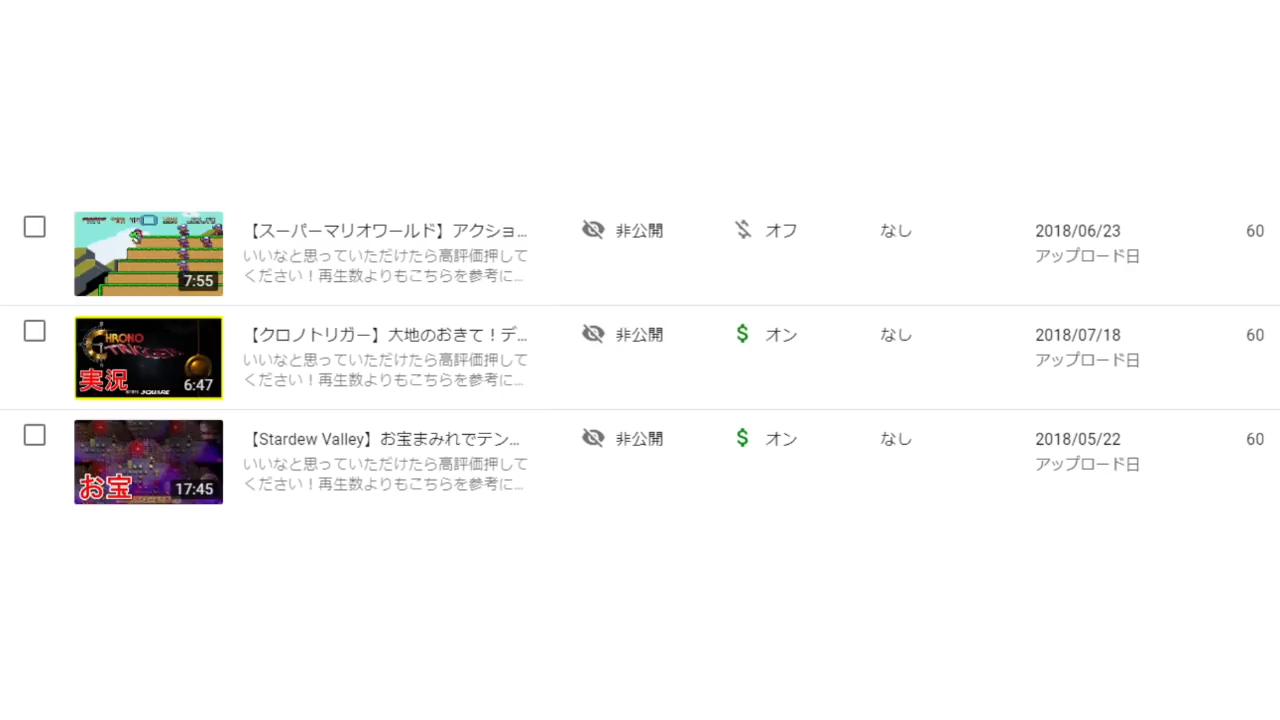 7:55
【スーパーマリオワールド】アクショ...
いいなと思っていただけたら高評価押して
ください！再生数よりもこちらを参考に...
非公開
オフ
なし
2018/06/23
アップロード日
60
CHRONO
TRIGGER
実況
SQUARE
6:47
【クロノトリガー】大地のおきて！デ...
いいなと思っていただけたら高評価押して
ください！再生数よりもこちらを参考に...
非公開
オン
なし
2018/07/18
アップロード日
60
お宝
17:45
【Stardew Valley】お宝まみれでテン...
いいなと思っていただけたら高評価押して
ください！再生数よりもこちらを参考に...
非公開
オン
なし
2018/05/22
アップロード日
60